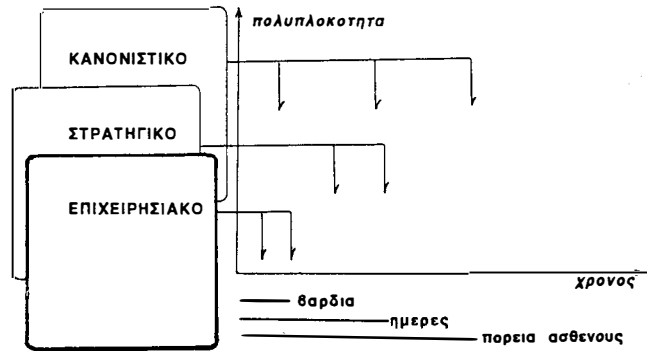 πολυπλοκοτητα
ΚΑΝΟΝΙΣΤΙΚΟ
ΣΤΡΑΤΗΓΙΚΟ
ΕΠΙΧΕΙΡΗΣΙΑΚΟ
χρονος
βαρδια
ημερες
πορεια ασθενους